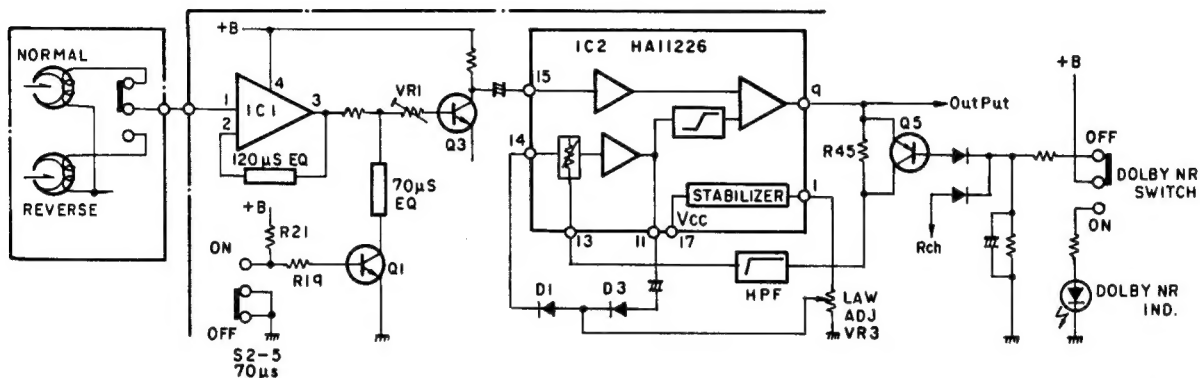 NORMAL
REVERSE
+B
4
1
IC1
3
2
120µS EQ
VR1
Q3
70µS
EQ
+B
R21
ON
R19
Q1
OFF
S2-5
70µs
IC2 HA11226
15
9
14
STABILIZER
1
VCC
13
11
17
D1
D3
HPF
LAW
ADJ
VR3
OutPut
Q5
R45
Rch
+B
OFF
DOLBY NR
SWITCH
ON
DOLBY NR
IND.